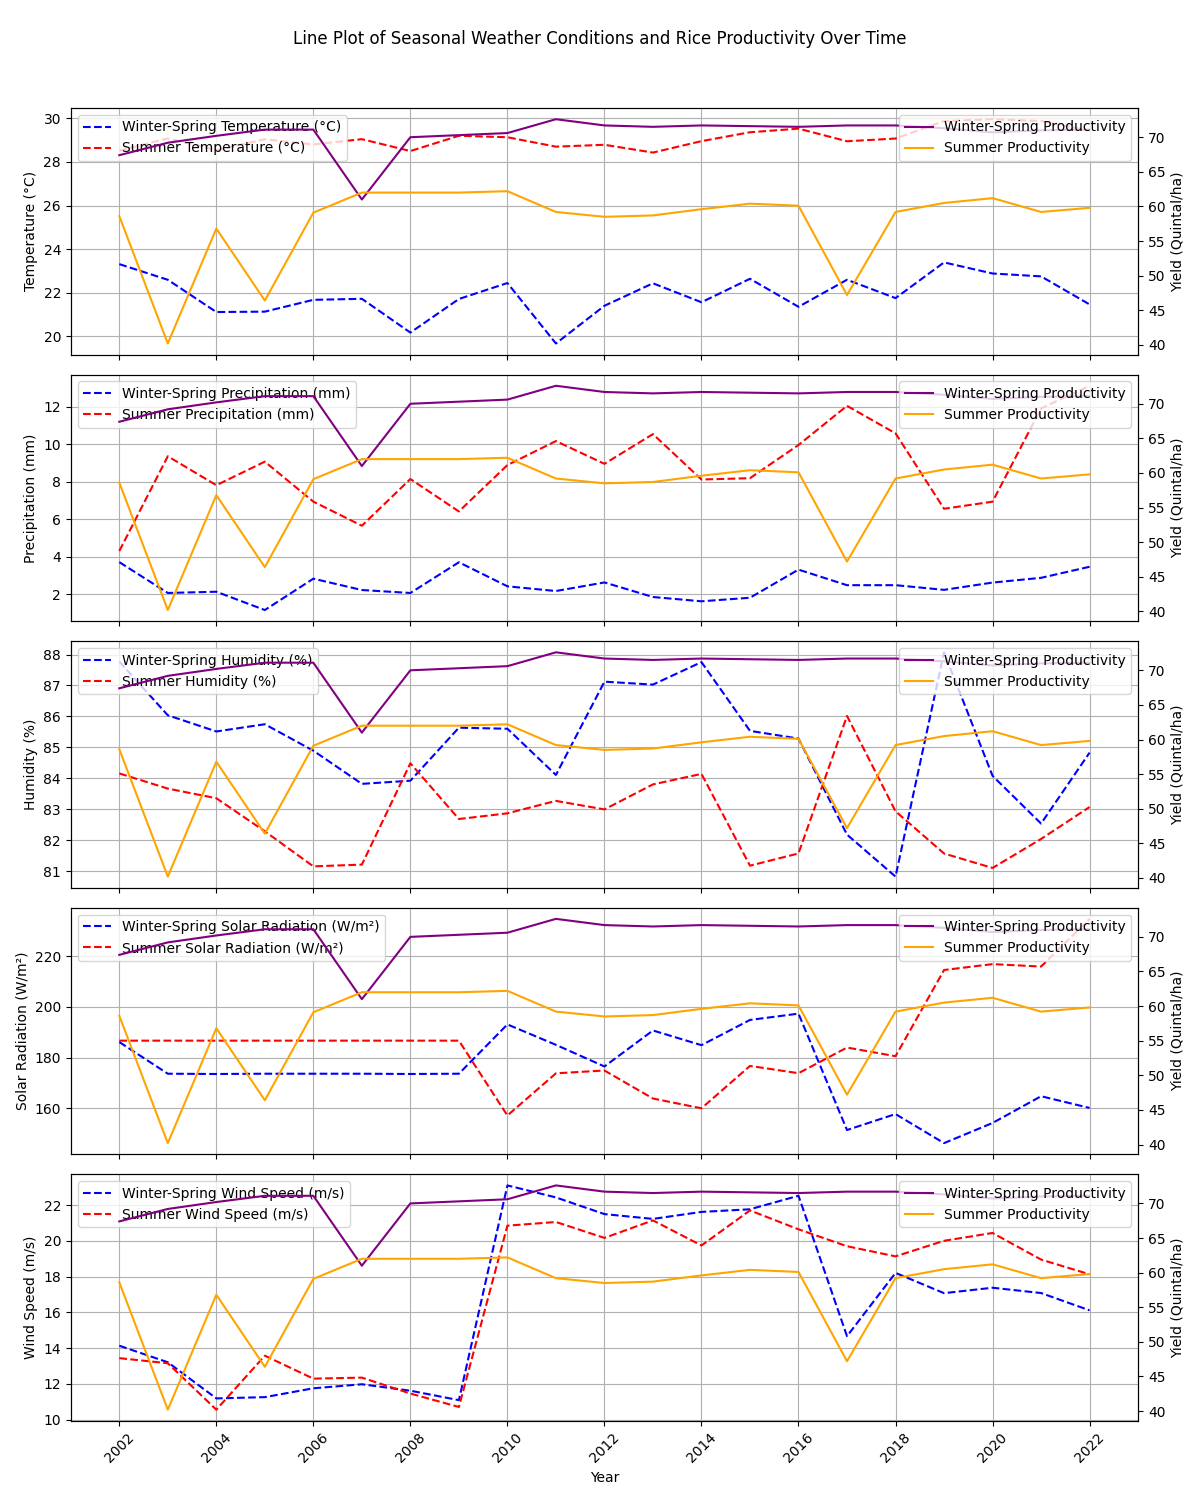 Line Plot of Seasonal Weather Conditions and Rice Productivity Over Time
Winter-Spring Temperature (°C)
Summer Temperature (°C)
Winter-Spring Productivity
Summer Productivity
Temperature (°C)
30
28
26
24
22
20
Yield (Quintal/ha)
70
65
60
55
50
45
40
Winter-Spring Precipitation (mm)
Summer Precipitation (mm)
Winter-Spring Productivity
Summer Productivity
Precipitation (mm)
12
10
8
6
4
2
Yield (Quintal/ha)
70
65
60
55
50
45
40
Winter-Spring Humidity (%)
Summer Humidity (%)
Winter-Spring Productivity
Summer Productivity
Humidity (%)
88
87
86
85
84
83
82
81
Yield (Quintal/ha)
70
65
60
55
50
45
40
Winter-Spring Solar Radiation (W/m²)
Summer Solar Radiation (W/m²)
Winter-Spring Productivity
Summer Productivity
Solar Radiation (W/m²)
220
200
180
160
Yield (Quintal/ha)
70
65
60
55
50
45
40
Winter-Spring Wind Speed (m/s)
Summer Wind Speed (m/s)
Winter-Spring Productivity
Summer Productivity
Wind Speed (m/s)
22
20
18
16
14
12
10
Yield (Quintal/ha)
70
65
60
55
50
45
40
2002
2004
2006
2008
2010
2012
2014
2016
2018
2020
2022
Year